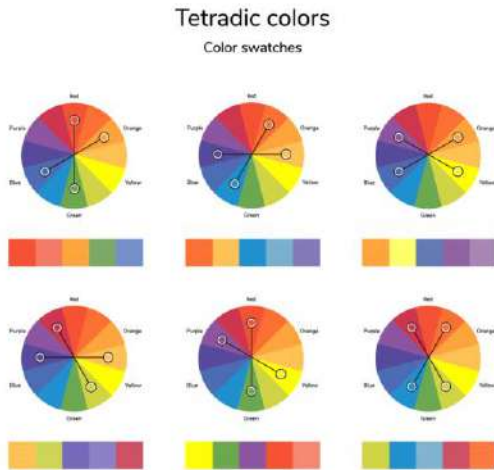 Tetradic colors
Color swatches
Red
Purple
Orange
Blue
Yellow
Green
Red
Purple
Orange
Blue
Yellow
Green
Red
Purple
Orange
Blue
Yellow
Green
Red
Purple
Orange
Blue
Yellow
Green
Red
Purple
Orange
Blue
Yellow
Green
Red
Purple
Orange
Blue
Yellow
Green